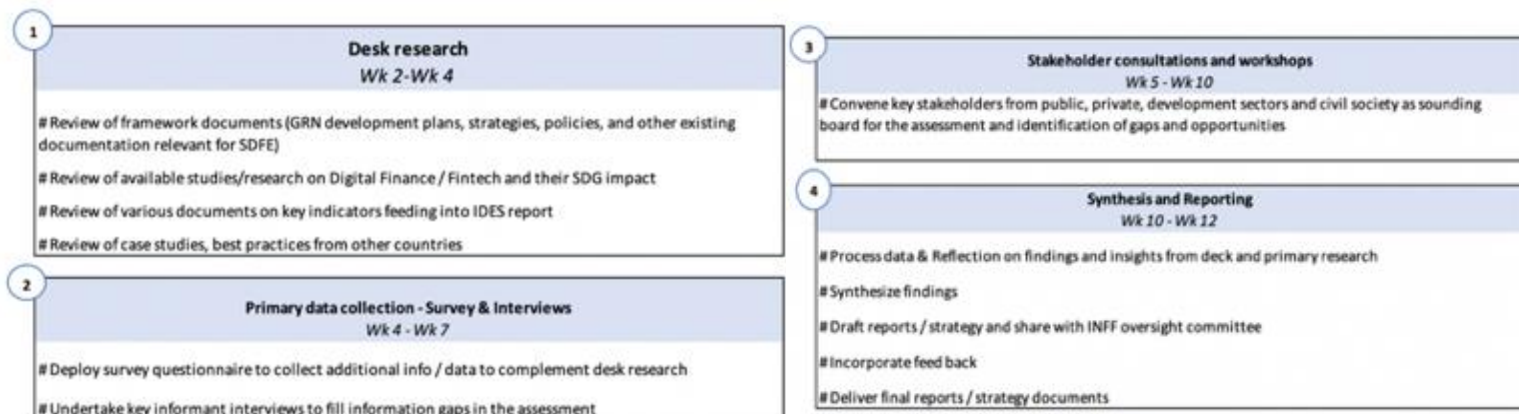 1
Desk research
Wk 2-Wk 4
# Review of framework documents (GRN development plans, strategies, policies, and other existing
documentation relevant for SDFE)
# Review of available studies/research on Digital Finance / Fintech and their SDG impact
# Review of various documents on key indicators feeding into IDES report
# Review of case studies, best practices from other countries
2
Primary data collection - Survey & Interviews
Wk 4 - Wk 7
# Deploy survey questionnaire to collect additional info / data to complement desk research
# Undertake key informant interviews to fill information gaps in the assessment
3
Stakeholder consultations and workshops
Wk 5 - Wk 10
# Convene key stakeholders from public, private, development sectors and civil society as sounding
board for the assessment and identification of gaps and opportunities
4
Synthesis and Reporting
Wk 10 - Wk 12
# Process data & Reflection on findings and insights from deck and primary research
# Synthesize findings
# Draft reports / strategy and share with INFF oversight committee
# Incorporate feed back
# Deliver final reports / strategy documents